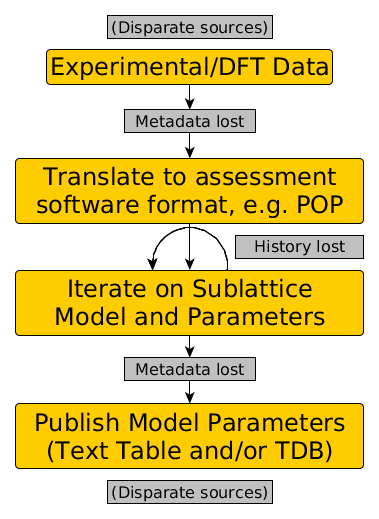 (Disparate sources)
Experimental/DFT Data
Metadata lost
Translate to assessment
software format, e.g. POP
History lost
Iterate on Sublattice
Model and Parameters
Metadata lost
Publish Model Parameters
(Text Table and/or TDB)
(Disparate sources)